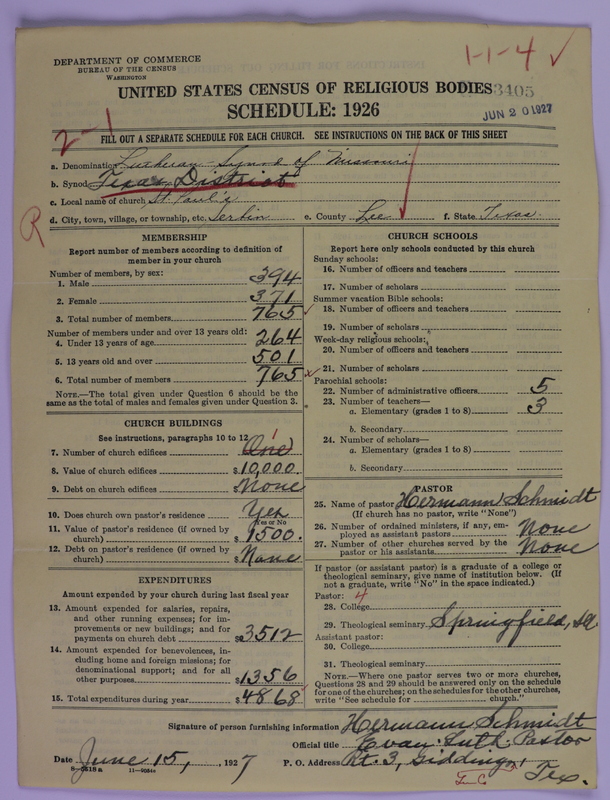 DEPARTMENT OF COMMERCE
BUREAU OF THE CENSUS
WASHINGTON
1-1-4 ✓
UNITED STATES CENSUS OF RELIGIOUS BODIES
3405
SCHEDULE: 1926
JUN 20 1927
2-1
FILL OUT A SEPARATE SCHEDULE FOR EACH CHURCH. SEE INSTRUCTIONS ON THE BACK OF THIS SHEET
a. Denomination Lutheran Synod of Missouri
b. Synod Texas District
c. Local name of church St. Paul's
d. City, town, village, or township, etc. Serbin e. County Lee f. State Texas
R
MEMBERSHIP
Report number of members according to definition of
member in your church
Number of members, by sex:
1. Male 394
2. Female 371
3. Total number of members 765 ✓
Number of members under and over 13 years old:
4. Under 13 years of age 264
5. 13 years old and over 501
6. Total number of members 765
NOTE.—The total given under Question 6 should be the
same as the total of males and females given under Question 3.
CHURCH BUILDINGS
See instructions, paragraphs 10 to 12
7. Number of church edifices One 1
8. Value of church edifices $10,000.
9. Debt on church edifices $None
10. Does church own pastor's residence Yes
Yes or No
11. Value of pastor's residence (if owned by
church) $1500.
12. Debt on pastor's residence (if owned by
church) $None
EXPENDITURES
Amount expended by your church during last fiscal year
13. Amount expended for salaries, repairs,
and other running expenses; for im-
provements or new buildings; and for
payments on church debt $3512
14. Amount expended for benevolences, in-
cluding home and foreign missions; for
denominational support; and for all
other purposes $1356
15. Total expenditures during year $4868
CHURCH SCHOOLS
Report here only schools conducted by this church
Sunday schools:
16. Number of officers and teachers
17. Number of scholars
Summer vacation Bible schools:
18. Number of officers and teachers
19. Number of scholars
Week-day religious schools:
20. Number of officers and teachers
21. Number of scholars
Parochial schools:
22. Number of administrative officers 5
23. Number of teachers—
a. Elementary (grades 1 to 8) 3
b. Secondary
24. Number of scholars—
a. Elementary (grades 1 to 8)
b. Secondary
PASTOR
25. Name of pastor Hermann Schmidt
(If church has no pastor, write "None")
26. Number of ordained ministers, if any, em-
ployed as assistant pastors None
27. Number of other churches served by the
pastor or his assistants None
If pastor (or assistant pastor) is a graduate of a college or
theological seminary, give name of institution below. (If
not a graduate, write "No" in the space indicated.)
Pastor: 4
28. College
29. Theological seminary Springfield, Ill.
Assistant pastor:
30. College
31. Theological seminary
NOTE.—Where one pastor serves two or more churches,
Questions 28 and 29 should be answered only on the schedule
for one of the churches; on the schedules for the other churches,
write "See schedule for church."
Signature of person furnishing information Hermann Schmidt
Official title Evan. Luth. Pastor
Date June 15, 1927 P. O. Address Rt. 3, Giddings,
Tex.
8—5618a 11—9034a